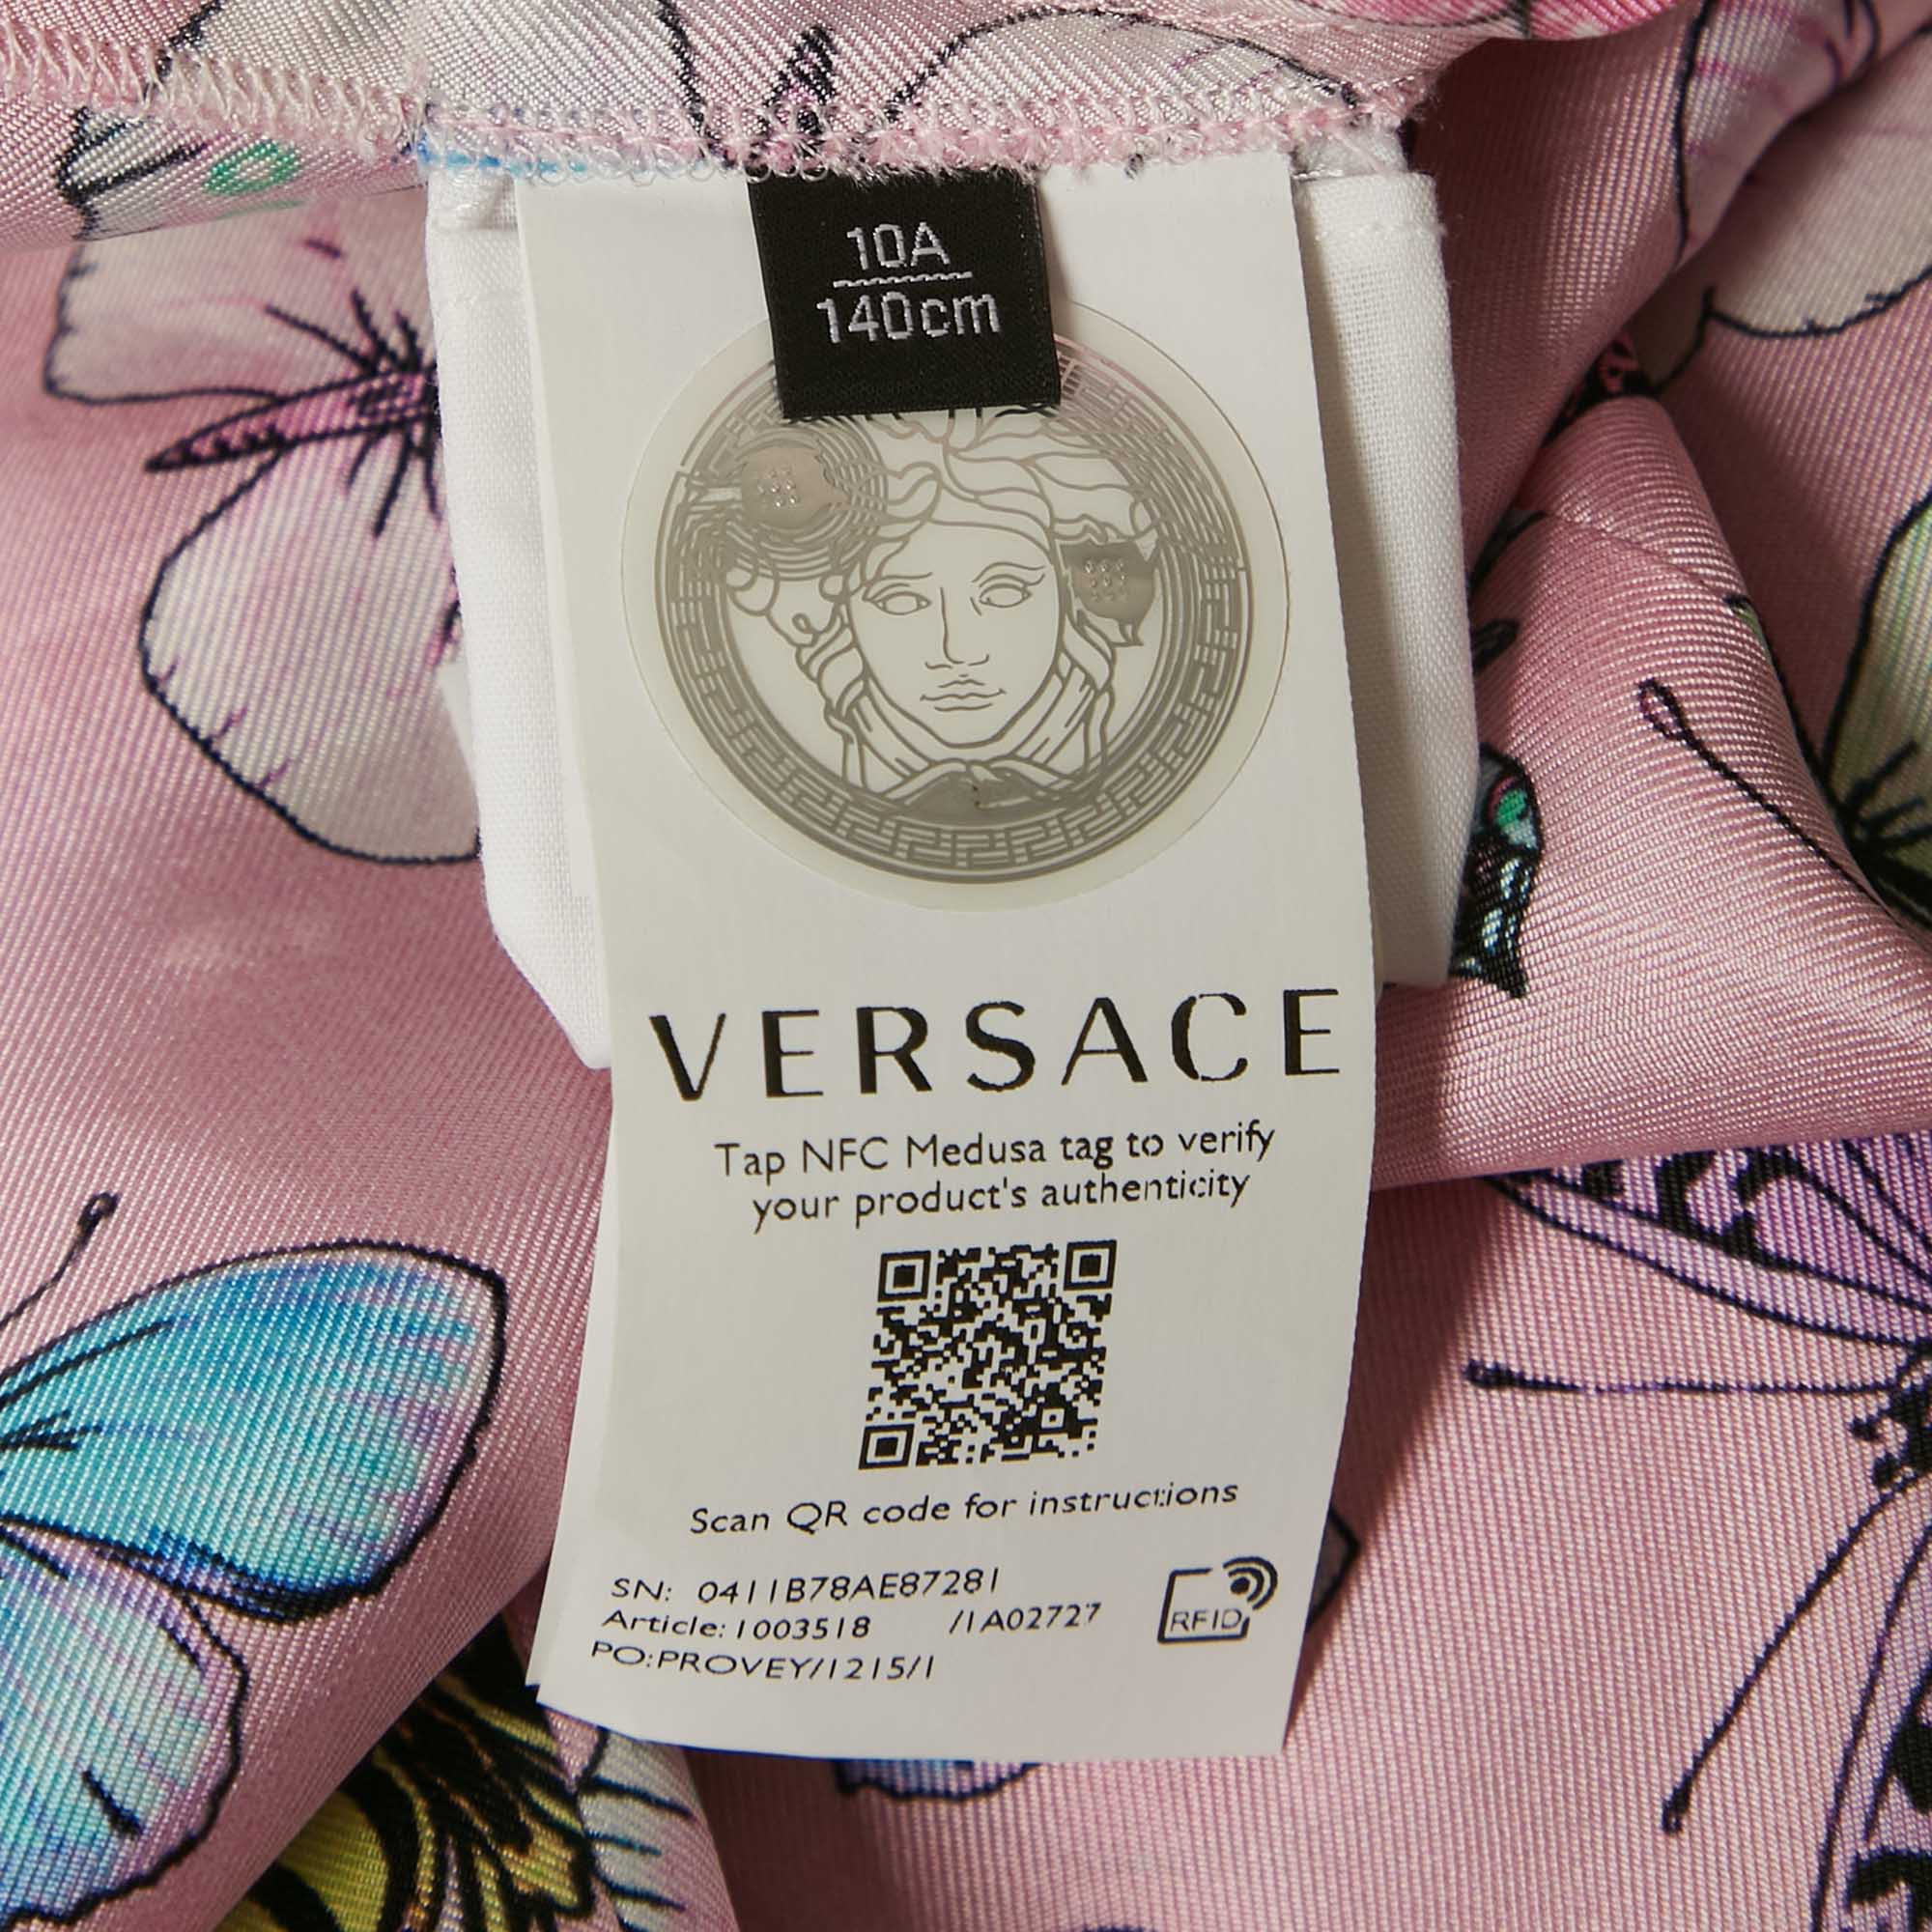 10A
140cm
VERSACE
Tap NFC Medusa tag to verify
your product's authenticity
Scan QR code for instructions
SN: 0411B78AE87281
Article: 1003518 /1A02727
RFID
PO:PROVEY/1215/1